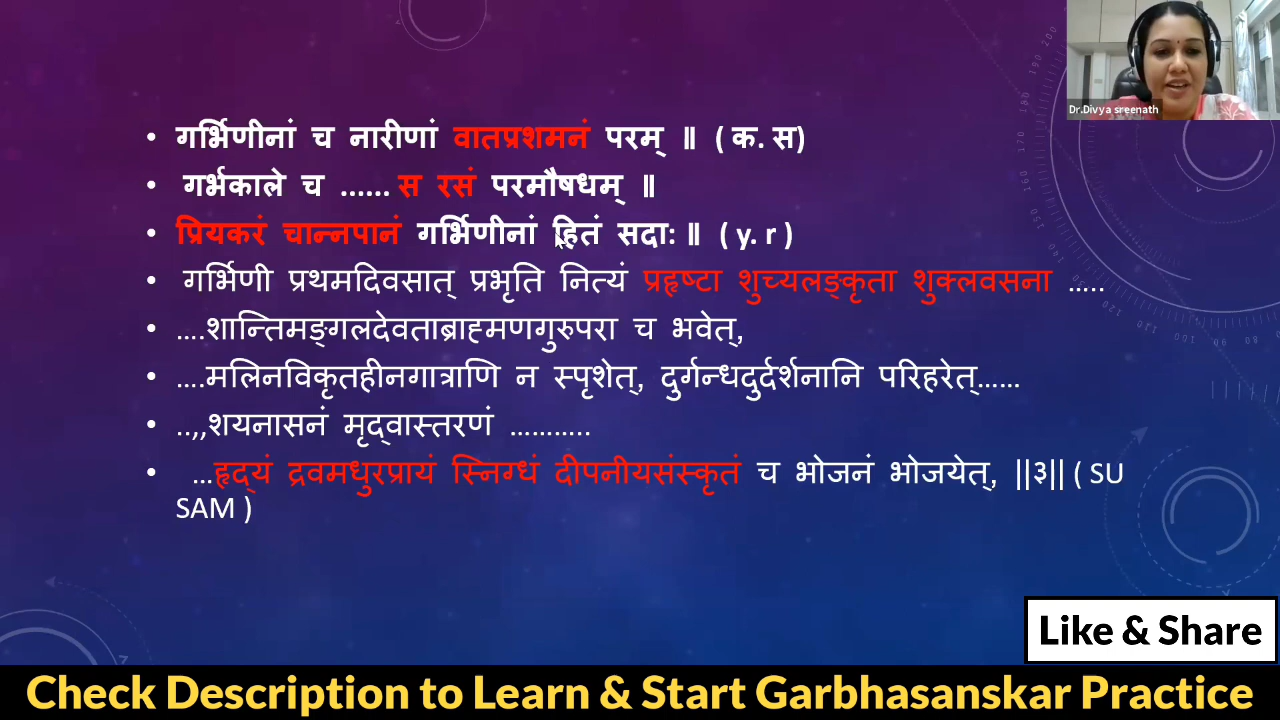 Dr.Divya sreenath
• गर्भिणीनां च नारीणां वातप्रशमनं परम् ॥ ( क. स)
• गर्भकाले च ...... स रसं परमौषधम् ॥
• प्रियकरं चान्नपानं गर्भिणीनां हितं सदाः ॥ ( y. r )
• गर्भिणी प्रथमदिवसात् प्रभृति नित्यं प्रहृष्टा शुच्यलङ्कृता शुक्लवसना .....
• ....शान्तिमङ्गलदेवताब्राह्मणगुरुपरा च भवेत्,
• ....मलिनविकृतहीनगात्राणि न स्पृशेत्, दुर्गन्धदुर्दर्शनानि परिहरेत्......
• ..,,शयनासनं मृद्वास्तरणं ...........
• ...हृद्यं द्रवमधुरप्रायं स्निग्धं दीपनीयसंस्कृतं च भोजनं भोजयेत्, ||३|| ( SU
SAM )
Like & Share
Check Description to Learn & Start Garbhasanskar Practice